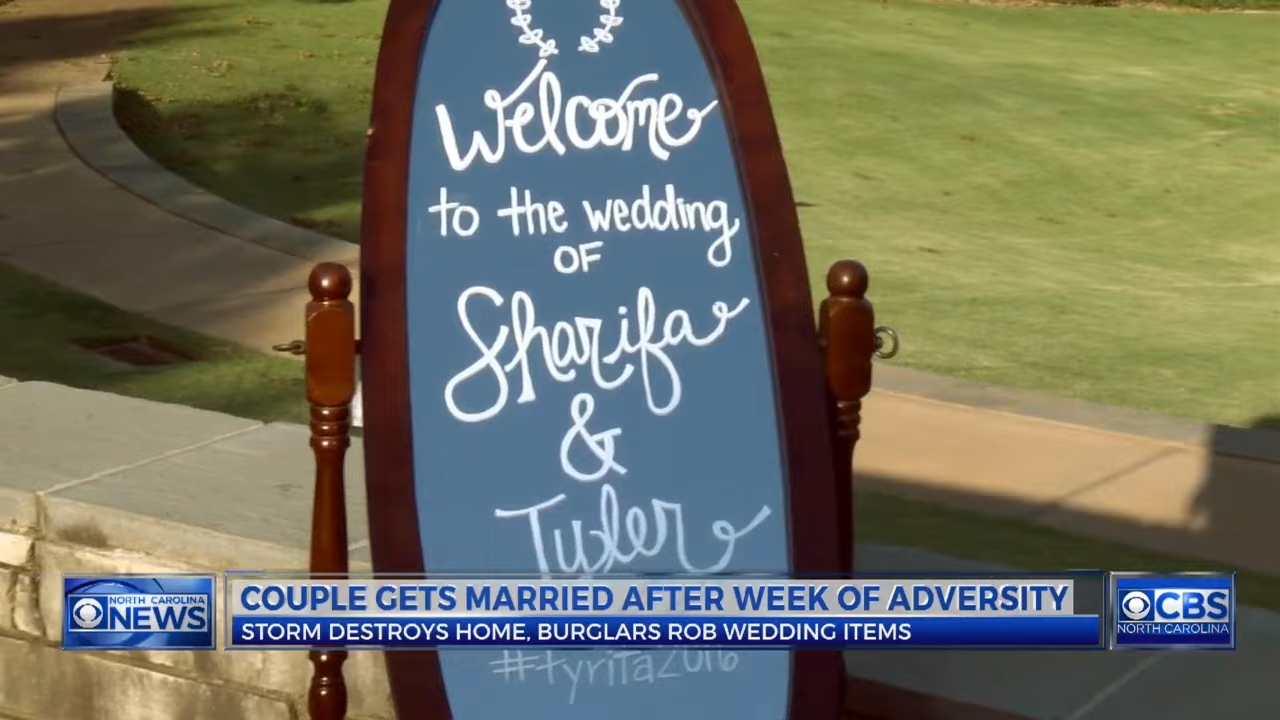 Welcome
to the wedding
OF
Sharifa
&
Tyler
NORTH CAROLINA
NEWS
COUPLE GETS MARRIED AFTER WEEK OF ADVERSITY
STORM DESTROYS HOME, BURGLARS ROB WEDDING ITEMS
CBS
NORTH CAROLINA
#tyrifa2016